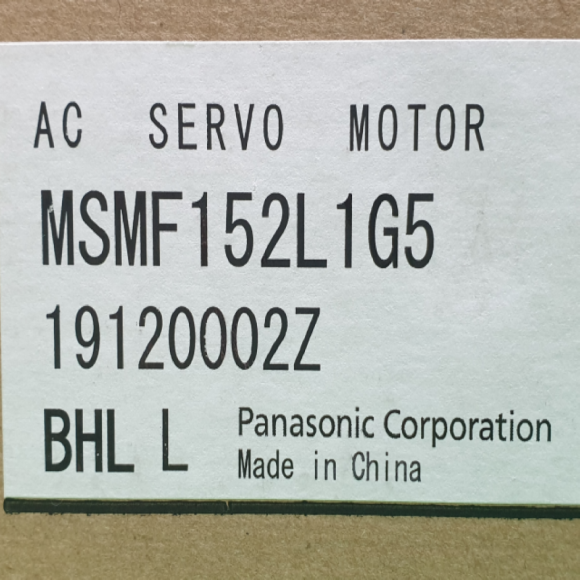 AC SERVO MOTOR
MSMF152L1G5
19120002Z
BHL L Panasonic Corporation
Made in China